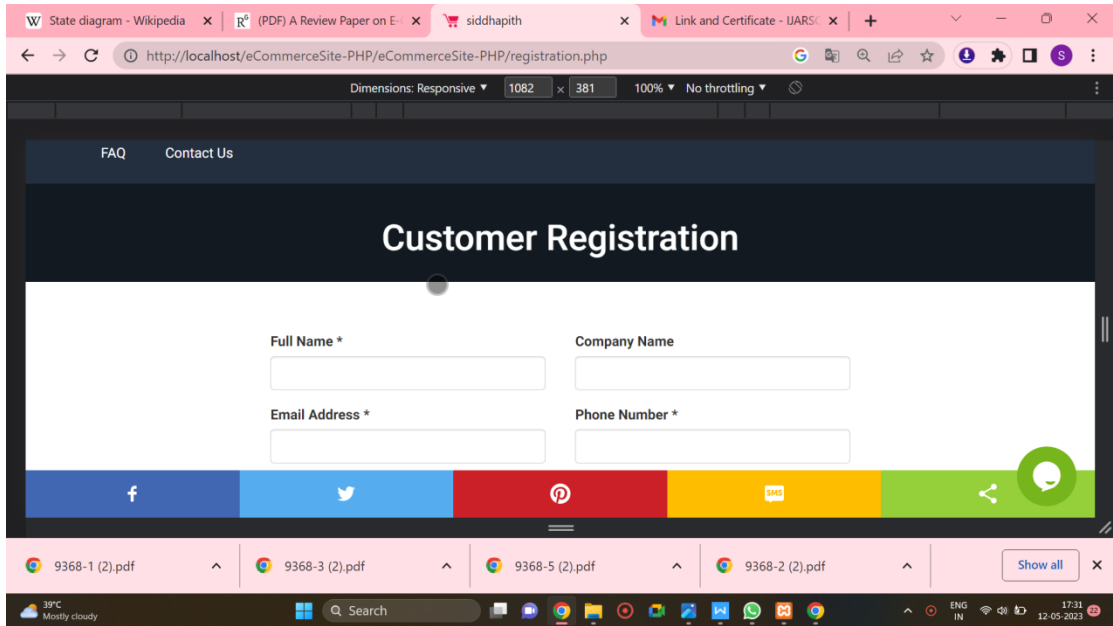 W State diagram - Wikipedia
R⁶ (PDF) A Review Paper on E-
siddhapith
Link and Certificate - IJARSC
http://localhost/eCommerceSite-PHP/eCommerceSite-PHP/registration.php
S
Dimensions: Responsive ▼ 1082 × 381 100% ▼ No throttling ▼
FAQ Contact Us
Customer Registration
Full Name * Company Name
Email Address * Phone Number *
SMS
9368-1 (2).pdf 9368-3 (2).pdf 9368-5 (2).pdf 9368-2 (2).pdf Show all
39°C
Mostly cloudy
Search
ENG
IN
17:31
12-05-2023
22